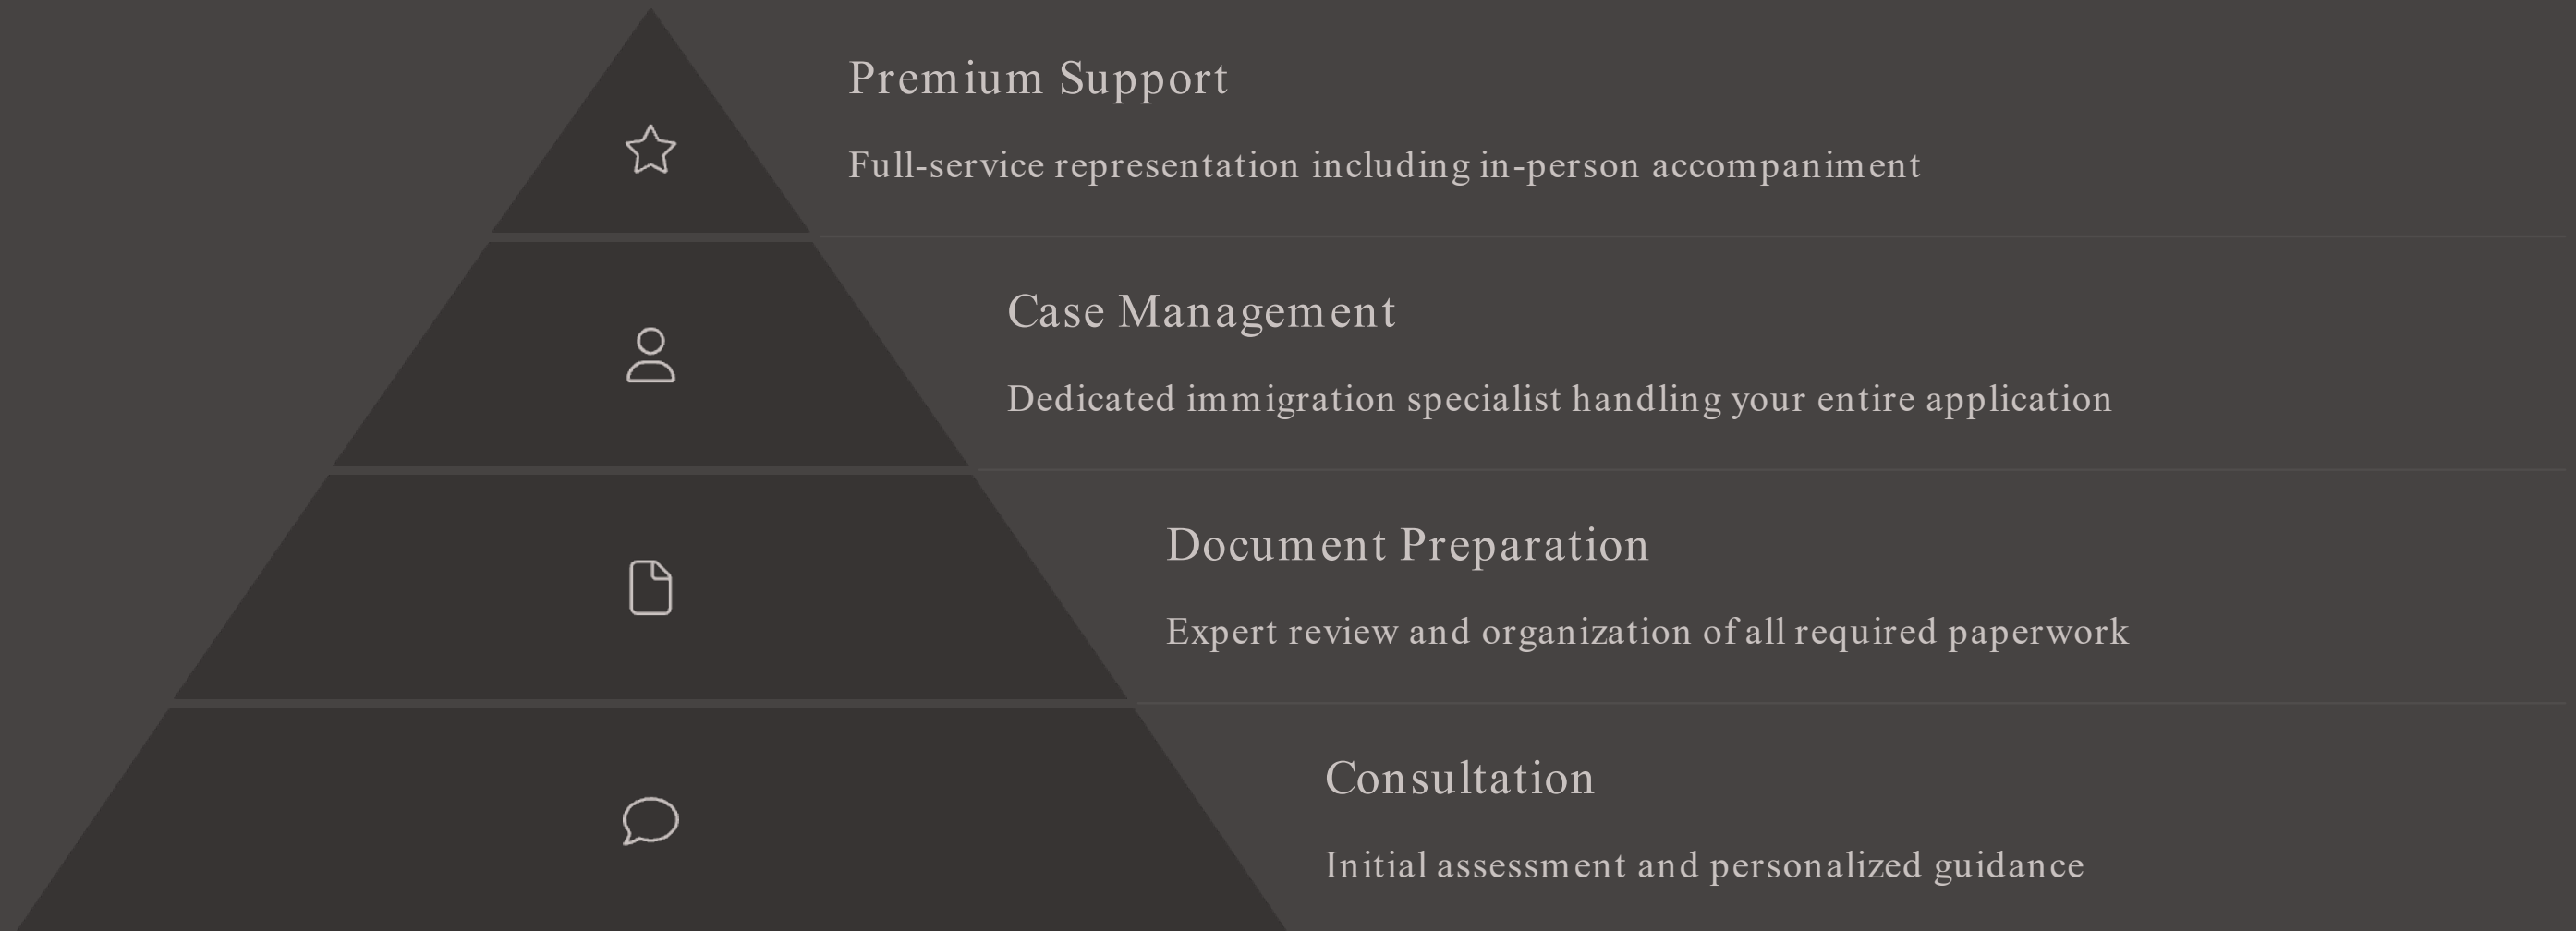 Premium Support
Full-service representation including in-person accompaniment
Case Management
Dedicated immigration specialist handling your entire application
Document Preparation
Expert review and organization of all required paperwork
Consultation
Initial assessment and personalized guidance